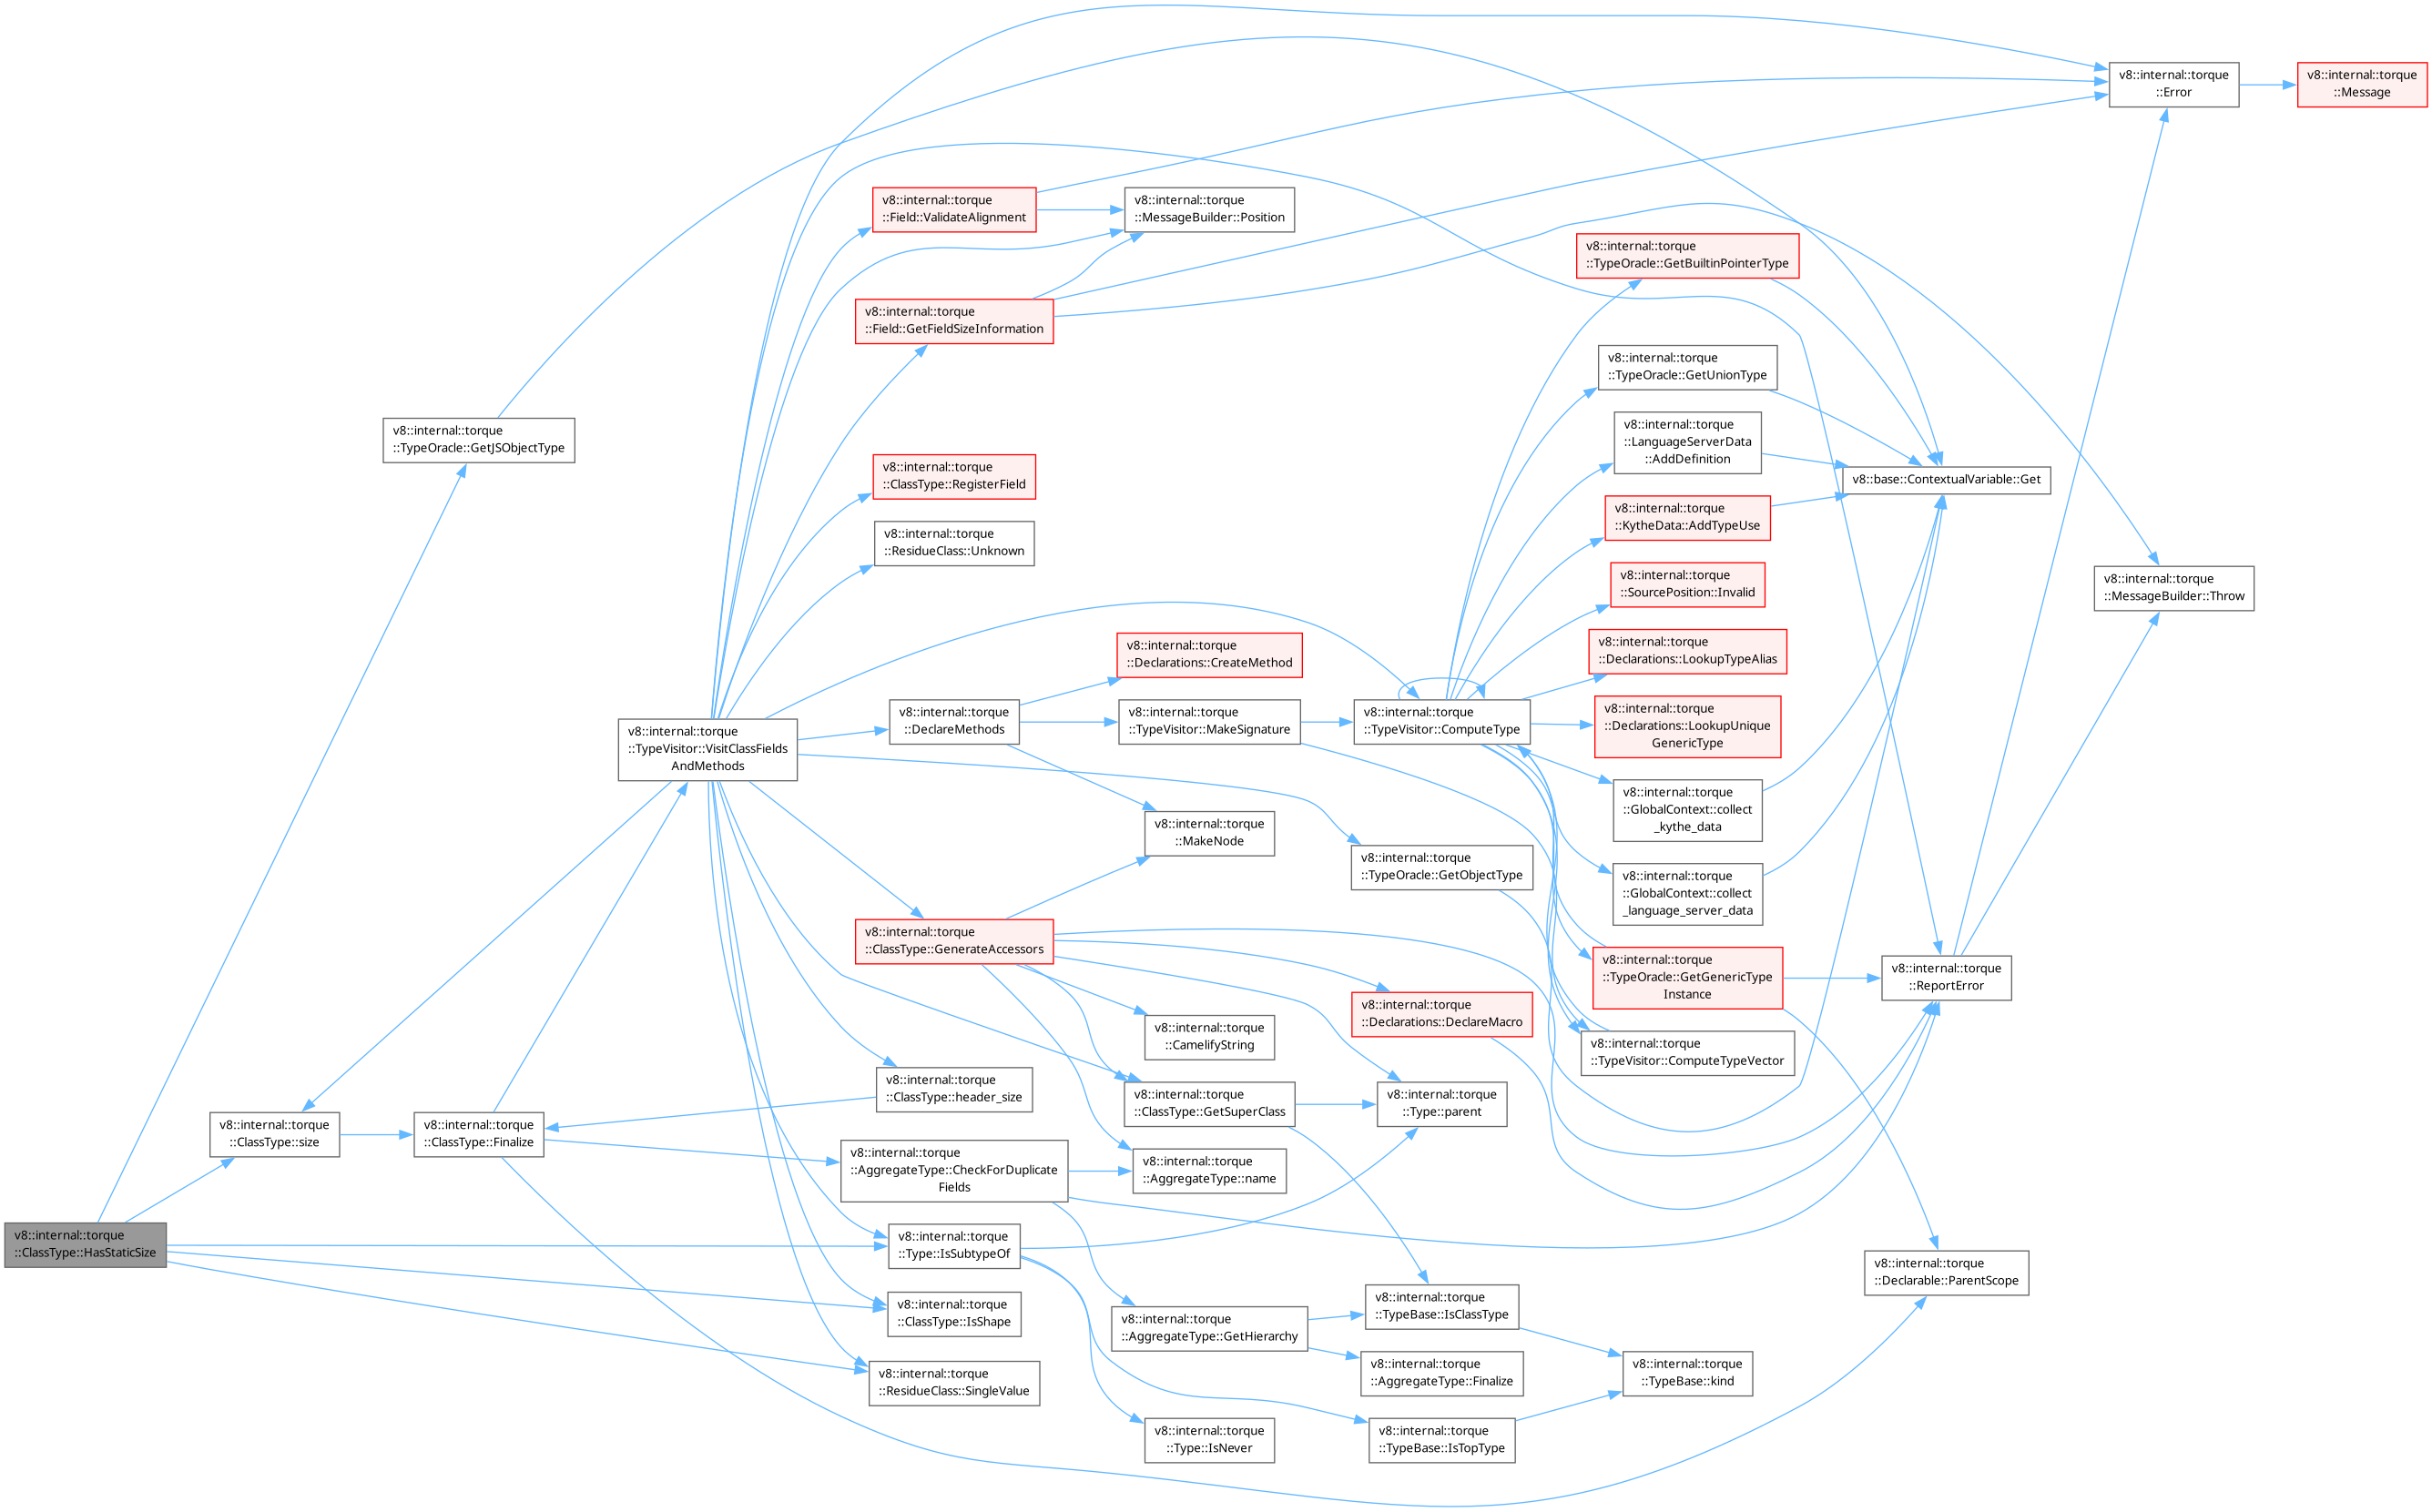 v8::internal::torque
::ClassType::HasStaticSize
v8::internal::torque
::TypeOracle::GetJSObjectType
v8::internal::torque
::ClassType::size
v8::internal::torque
::ClassType::Finalize
v8::internal::torque
::TypeVisitor::VisitClassFields
AndMethods
v8::internal::torque
::Field::ValidateAlignment
v8::internal::torque
::Field::GetFieldSizeInformation
v8::internal::torque
::ClassType::RegisterField
v8::internal::torque
::ResidueClass::Unknown
v8::internal::torque
::DeclareMethods
v8::internal::torque
::ClassType::GenerateAccessors
v8::internal::torque
::ClassType::header_size
v8::internal::torque
::AggregateType::CheckForDuplicate
Fields
v8::internal::torque
::Type::IsSubtypeOf
v8::internal::torque
::ClassType::IsShape
v8::internal::torque
::ResidueClass::SingleValue
v8::internal::torque
::MessageBuilder::Position
v8::internal::torque
::Declarations::CreateMethod
v8::internal::torque
::TypeVisitor::MakeSignature
v8::internal::torque
::MakeNode
v8::internal::torque
::CamelifyString
v8::internal::torque
::ClassType::GetSuperClass
v8::internal::torque
::AggregateType::name
v8::internal::torque
::AggregateType::GetHierarchy
v8::internal::torque
::Type::IsNever
v8::internal::torque
::TypeVisitor::ComputeType
v8::internal::torque
::TypeOracle::GetObjectType
v8::internal::torque
::Declarations::DeclareMacro
v8::internal::torque
::Type::parent
v8::internal::torque
::TypeBase::IsClassType
v8::internal::torque
::AggregateType::Finalize
v8::internal::torque
::TypeBase::IsTopType
v8::internal::torque
::TypeOracle::GetBuiltinPointerType
v8::internal::torque
::TypeOracle::GetUnionType
v8::internal::torque
::LanguageServerData
::AddDefinition
v8::internal::torque
::KytheData::AddTypeUse
v8::internal::torque
::SourcePosition::Invalid
v8::internal::torque
::Declarations::LookupTypeAlias
v8::internal::torque
::Declarations::LookupUnique
GenericType
v8::internal::torque
::GlobalContext::collect
_kythe_data
v8::internal::torque
::GlobalContext::collect
_language_server_data
v8::internal::torque
::TypeOracle::GetGenericType
Instance
v8::internal::torque
::TypeVisitor::ComputeTypeVector
v8::internal::torque
::TypeBase::kind
v8::base::ContextualVariable::Get
v8::internal::torque
::ReportError
v8::internal::torque
::Declarable::ParentScope
v8::internal::torque
::Error
v8::internal::torque
::MessageBuilder::Throw
v8::internal::torque
::Message